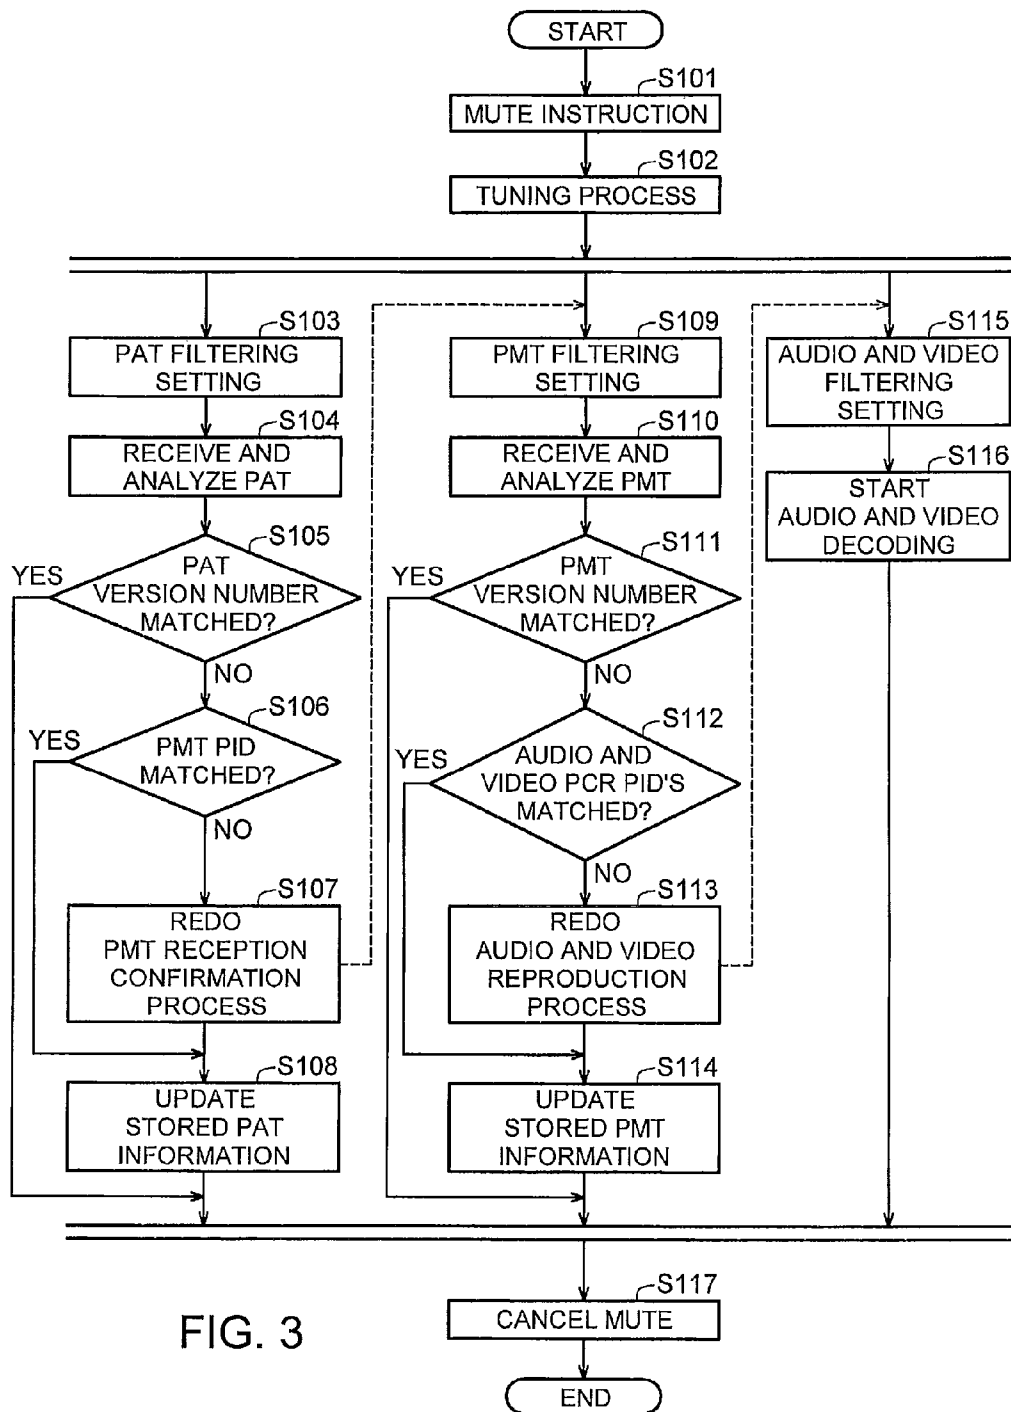 START
S101
MUTE INSTRUCTION
S102
TUNING PROCESS
S103
PAT FILTERING
SETTING
S104
RECEIVE AND
ANALYZE PAT
S105
YES
PAT
VERSION NUMBER
MATCHED?
NO
S106
YES
PMT PID
MATCHED?
NO
S107
REDO
PMT RECEPTION
CONFIRMATION
PROCESS
S108
UPDATE
STORED PAT
INFORMATION
S109
PMT FILTERING
SETTING
S110
RECEIVE AND
ANALYZE PMT
S111
YES
PMT
VERSION NUMBER
MATCHED?
NO
S112
YES
AUDIO AND
VIDEO PCR PID'S
MATCHED?
NO
S113
REDO
AUDIO AND VIDEO
REPRODUCTION
PROCESS
S114
UPDATE
STORED PMT
INFORMATION
S115
AUDIO AND VIDEO
FILTERING
SETTING
S116
START
AUDIO AND VIDEO
DECODING
S117
CANCEL MUTE
END
FIG. 3